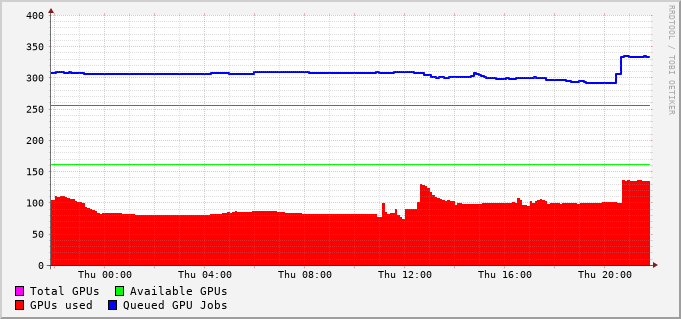 400
350
300
250
200
150
100
50
0
Thu 00:00 Thu 04:00 Thu 08:00 Thu 12:00 Thu 16:00 Thu 20:00
Total GPUs Available GPUs
GPUs used Queued GPU Jobs
RRDTOOL / TOBI OETIKER